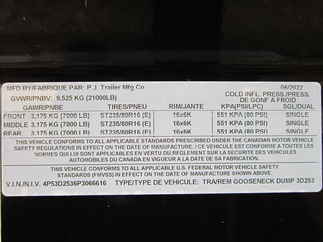 MFD BY/FABRIQUE PAR: P.J. Trailer Mfg Co 04/2022
GVWR/PNBV: 9,525 KG (21000LB) COLD INFL. PRESS./PRESS. DE GONF A FROID
GAWR/PNBE TIRES/PNEU RIM/JANTE KPA(PSI/LPC) SGL/DUAL
FRONT 3,175 KG (7000 LB) ST235/80R16 (E) 16x6K 551 KPA (80 PSI) SINGLE
MIDDLE 3,175 KG (7000 LB) ST235/80R16 (E) 16x6K 551 KPA (80 PSI) SINGLE
REAR 3,175 KG (7000 LB) ST235/80R16 (E) 16x6K 551 KPA (80 PSI) SINGLE
THIS VEHICLE CONFORMS TO ALL APPLICABLE STANDARDS PRESCRIBED UNDER THE CANADIAN MOTOR VEHICLE
SAFETY REGULATIONS IN EFFECT ON THE DATE OF MANUFACTURE / CE VEHICULE EST CONFORME A TOUTES LES
NORMES QUI LUI SONT APPLICABLES EN VERTU DU REGLEMENT SUR LA SECURITE DES VEHICULES
AUTOMOBILES DU CANADA EN VIGUEUR A LA DATE DE SA FABRICATION.
THIS VEHICLE CONFORMS TO ALL APPLICABLE U.S. FEDERAL MOTOR VEHICLE SAFETY
STANDARDS (FMVSS) IN EFFECT ON THE DATE OF MANUFACTURE SHOWN ABOVE.
V.I.N./N.I.V. 4P53D2536P3066616 TYPE/TYPE DE VEHICULE: TRA/REM GOOSENECK DUMP 3D253